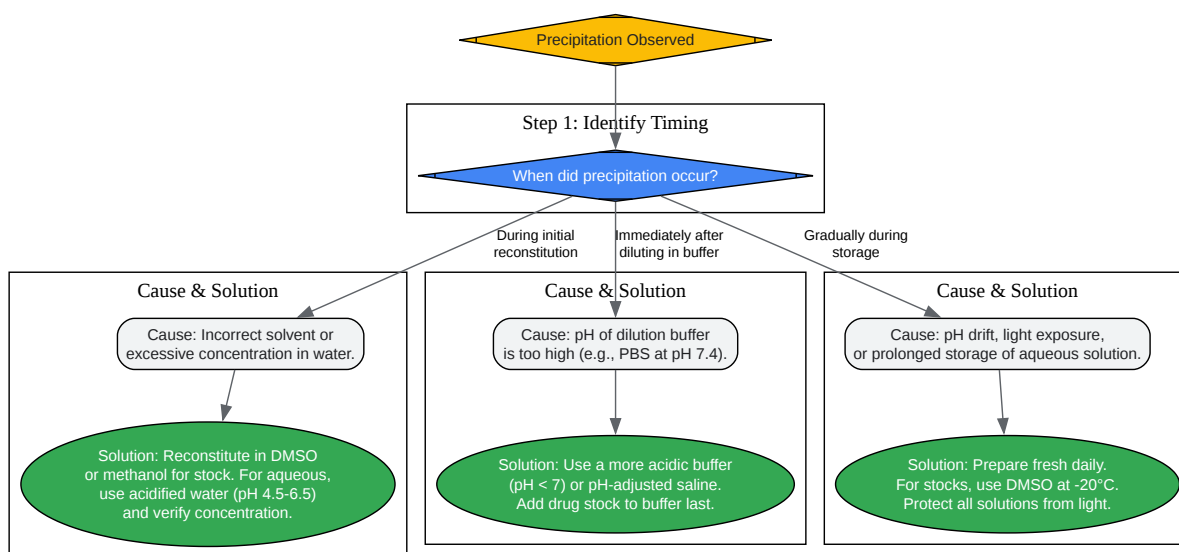 Precipitation Observed
Step 1: Identify Timing
When did precipitation occur?
During initial
reconstitution
Immediately after
diluting in buffer
Gradually during
storage
Cause & Solution
Cause: Incorrect solvent or
excessive concentration in water.
Solution: Reconstitute in DMSO
or methanol for stock. For aqueous,
use acidified water (pH 4.5-6.5)
and verify concentration.
Cause & Solution
Cause: pH of dilution buffer
is too high (e.g., PBS at pH 7.4).
Solution: Use a more acidic buffer
(pH < 7) or pH-adjusted saline.
Add drug stock to buffer last.
Cause & Solution
Cause: pH drift, light exposure,
or prolonged storage of aqueous solution.
Solution: Prepare fresh daily.
For stocks, use DMSO at -20°C.
Protect all solutions from light.